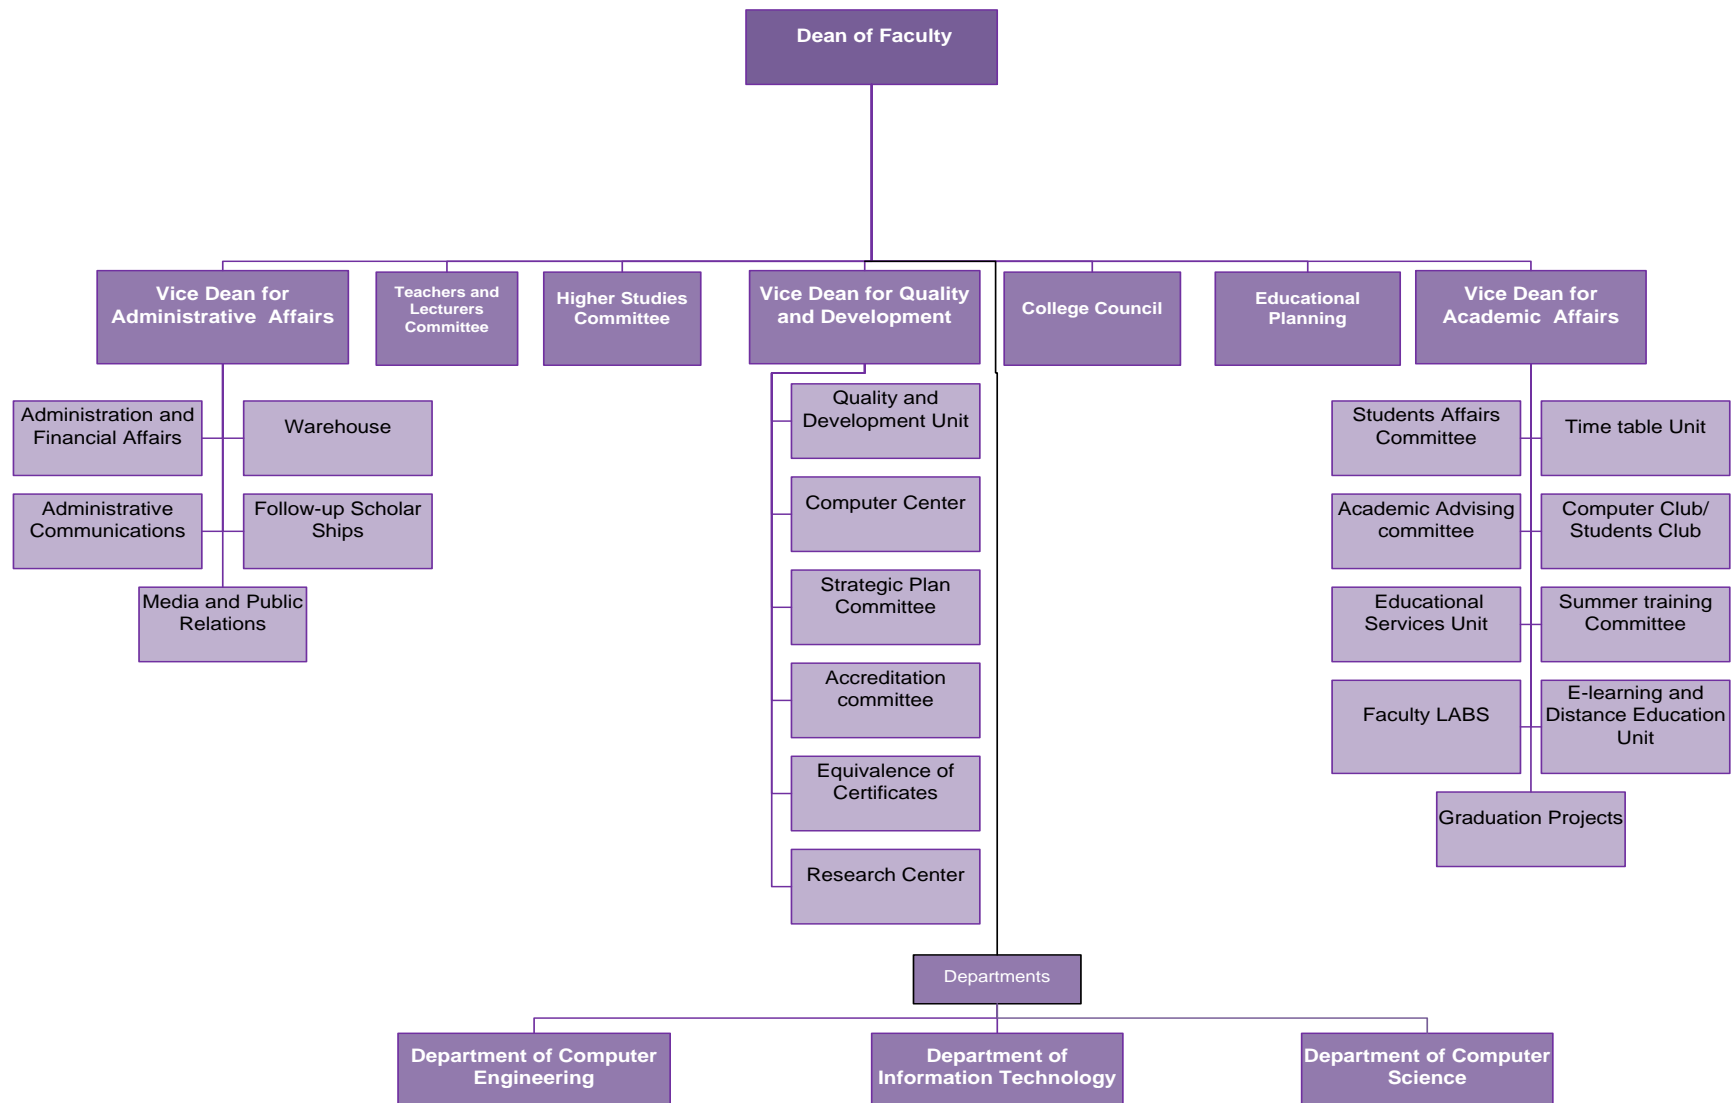 Dean of Faculty
Vice Dean for
Administrative Affairs
Teachers and
Lecturers
Committee
Higher Studies
Committee
Vice Dean for Quality
and Development
College Council
Educational
Planning
Vice Dean for
Academic Affairs
Administration and
Financial Affairs
Warehouse
Administrative
Communications
Follow-up Scholar
Ships
Media and Public
Relations
Quality and
Development Unit
Computer Center
Strategic Plan
Committee
Accreditation
committee
Equivalence of
Certificates
Research Center
Students Affairs
Committee
Time table Unit
Academic Advising
committee
Computer Club/
Students Club
Educational
Services Unit
Summer training
Committee
Faculty LABS
E-learning and
Distance Education
Unit
Graduation Projects
Departments
Department of Computer
Engineering
Department of
Information Technology
Department of Computer
Science